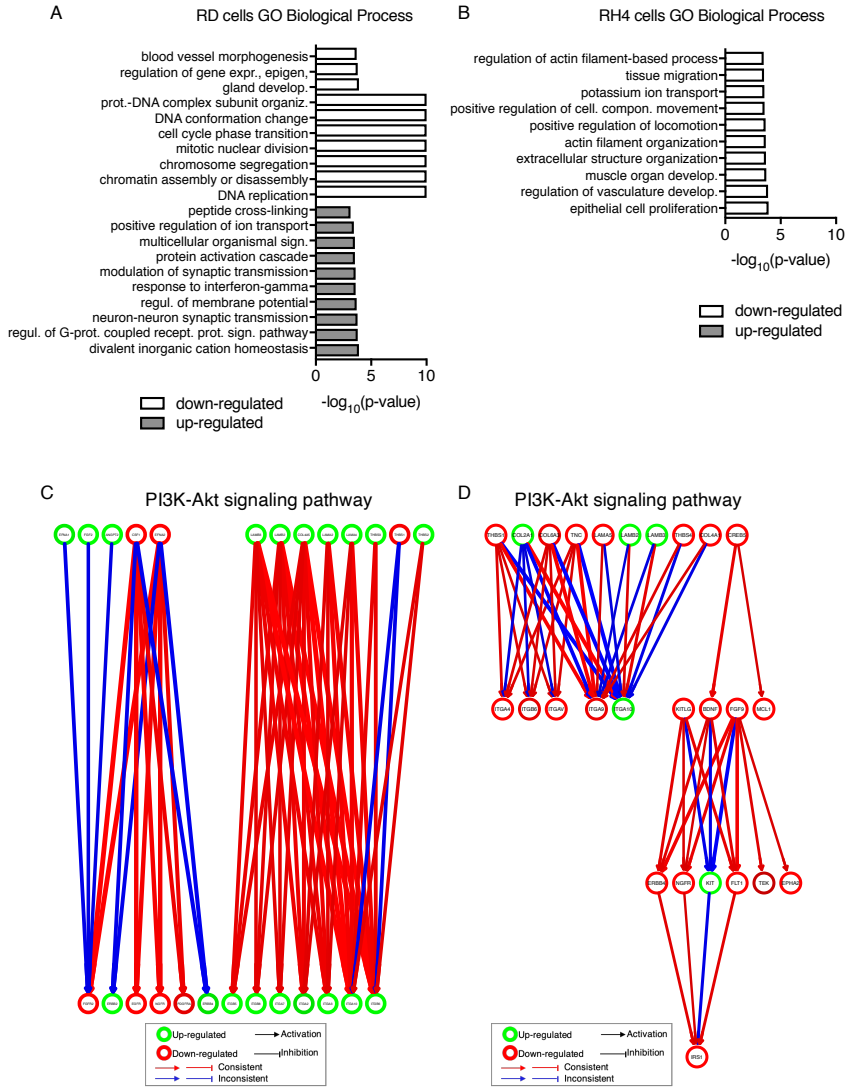 A
RD cells GO Biological Process
blood vessel morphogenesis
regulation of gene expr., epigen,
gland develop.
prot.-DNA complex subunit organiz.
DNA conformation change
cell cycle phase transition
mitotic nuclear division
chromosome segregation
chromatin assembly or disassembly
DNA replication
peptide cross-linking
positive regulation of ion transport
multicellular organismal sign.
protein activation cascade
modulation of synaptic transmission
response to interferon-gamma
regul. of membrane potential
neuron-neuron synaptic transmission
regul. of G-prot. coupled recept. prot. sign. pathway
divalent inorganic cation homeostasis
0 5 10
-log10(p-value)
down-regulated
up-regulated
B
RH4 cells GO Biological Process
regulation of actin filament-based process
tissue migration
potassium ion transport
positive regulation of cell. compon. movement
positive regulation of locomotion
actin filament organization
extracellular structure organization
muscle organ develop.
regulation of vasculature develop.
epithelial cell proliferation
0 5 10
-log10(p-value)
down-regulated
up-regulated
C
PI3K-Akt signaling pathway
Up-regulated
Activation
Down-regulated
Inhibition
Consistent
Inconsistent
D
PI3K-Akt signaling pathway
THBS1 COL2A1 COL6A3 TNC LAMA5 LAMB2 LAMB3 THBS4 COL4A CREB5
ITGA4 ITGB6 ITGAV ITGA9 ITGA10 KITLG BDNF FGF9 MCL1
ERBB4 NGFR KIT FLT1 TEK EPHA2
IRS1
Up-regulated
Activation
Down-regulated
Inhibition
Consistent
Inconsistent